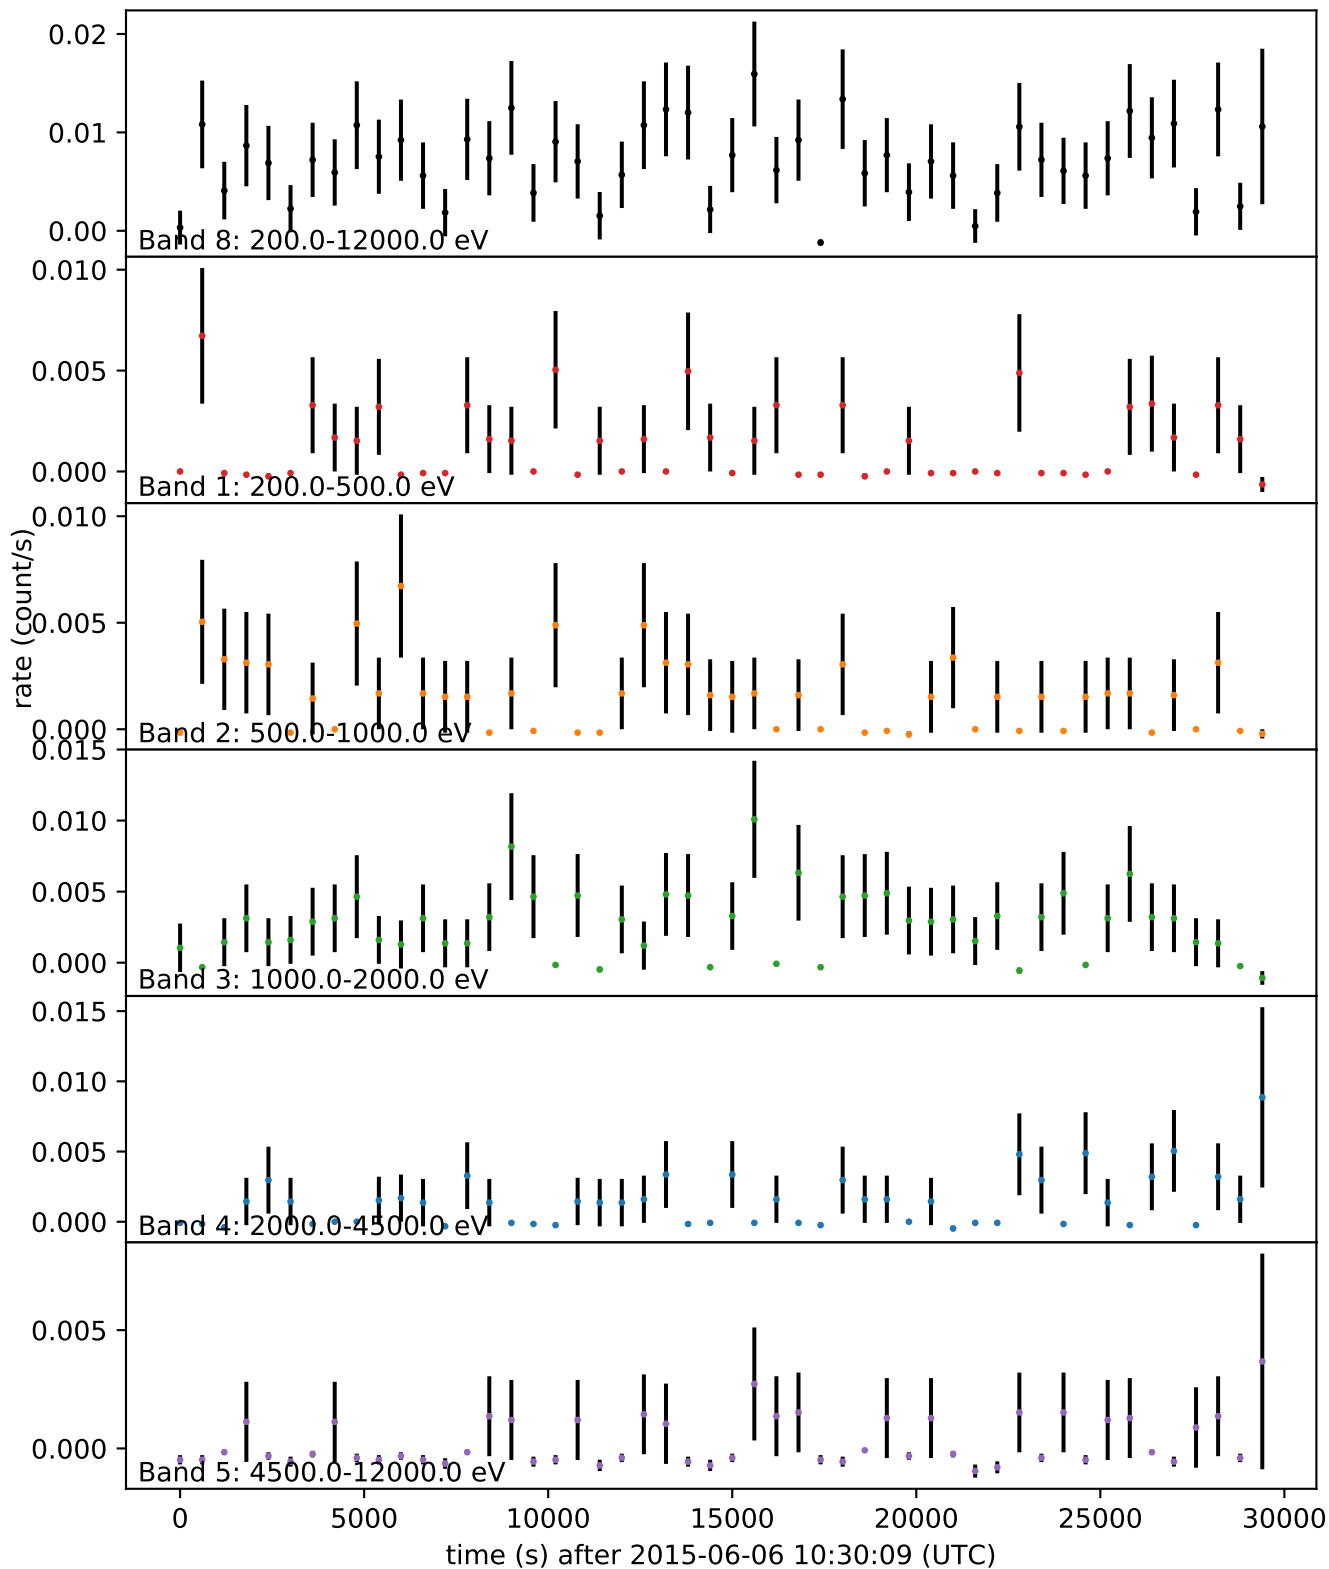 0.02
0.01
0.00
Band 8: 200.0-12000.0 eV
0.010
0.005
0.000
Band 1: 200.0-500.0 eV
0.010
0.005
0.000
Band 2: 500.0-1000.0 eV
rate (count/s)
0.015
0.010
0.005
0.000
Band 3: 1000.0-2000.0 eV
0.015
0.010
0.005
0.000
Band 4: 2000.0-4500.0 eV
0.005
0.000
Band 5: 4500.0-12000.0 eV
0 5000 10000 15000 20000 25000 30000
time (s) after 2015-06-06 10:30:09 (UTC)